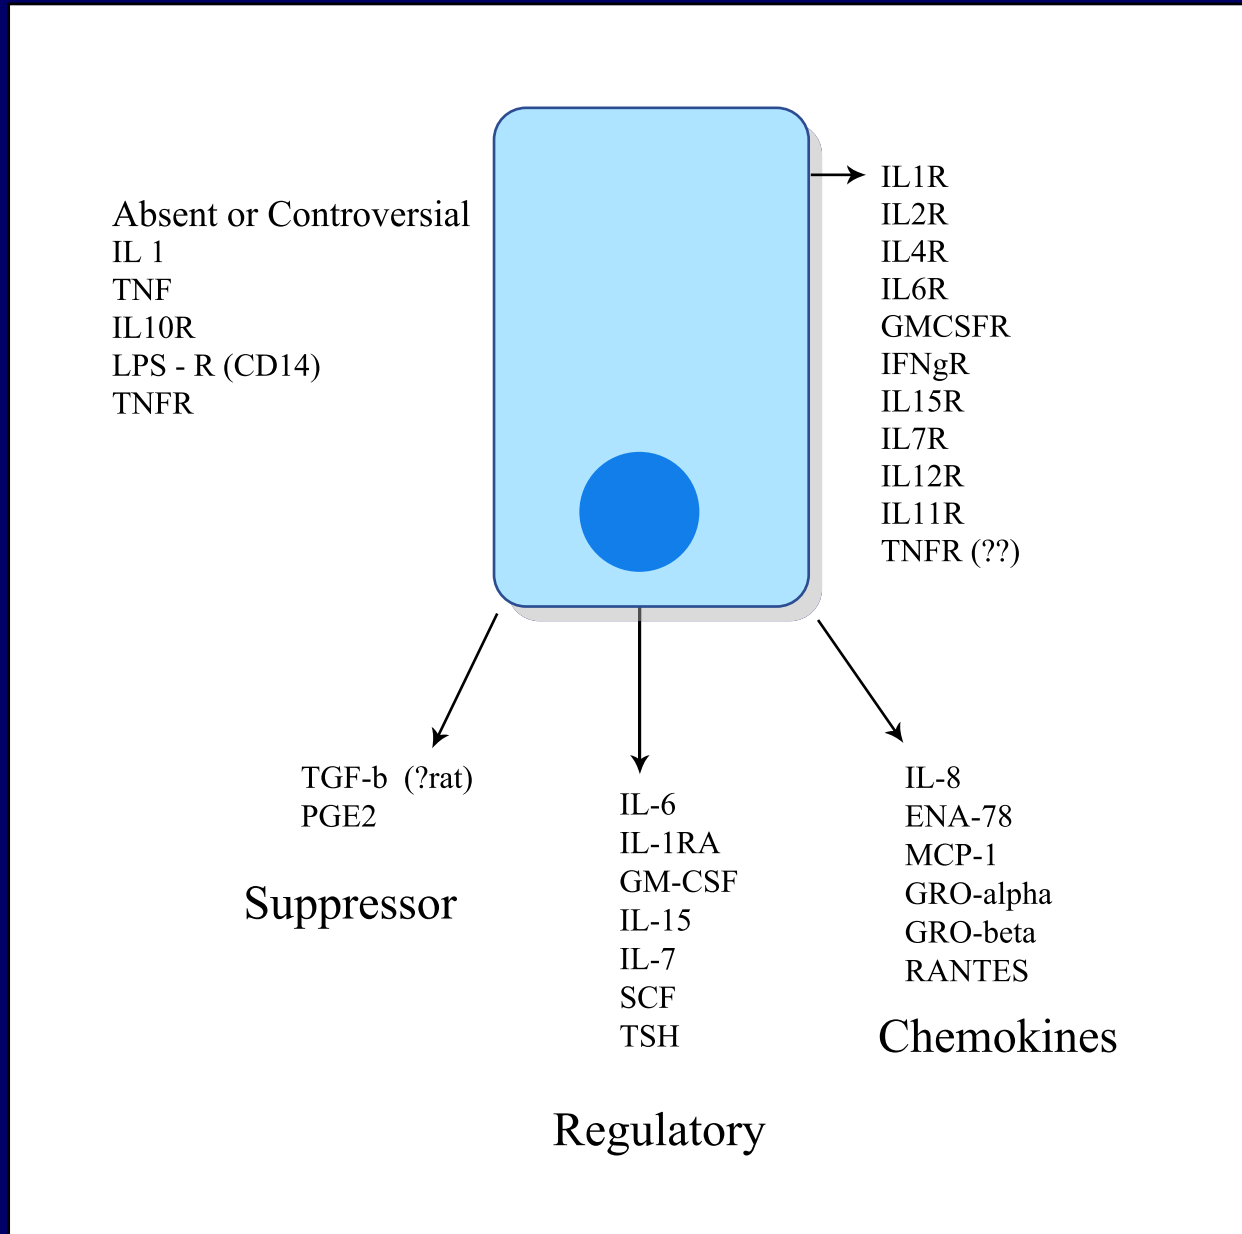 Absent or Controversial
IL 1
TNF
IL10R
LPS - R (CD14)
TNFR
IL1R
IL2R
IL4R
IL6R
GMCSFR
IFNgR
IL15R
IL7R
IL12R
IL11R
TNFR (??)
TGF-b (?rat)
PGE2
Suppressor
IL-6
IL-1RA
GM-CSF
IL-15
IL-7
SCF
TSH
Regulatory
IL-8
ENA-78
MCP-1
GRO-alpha
GRO-beta
RANTES
Chemokines